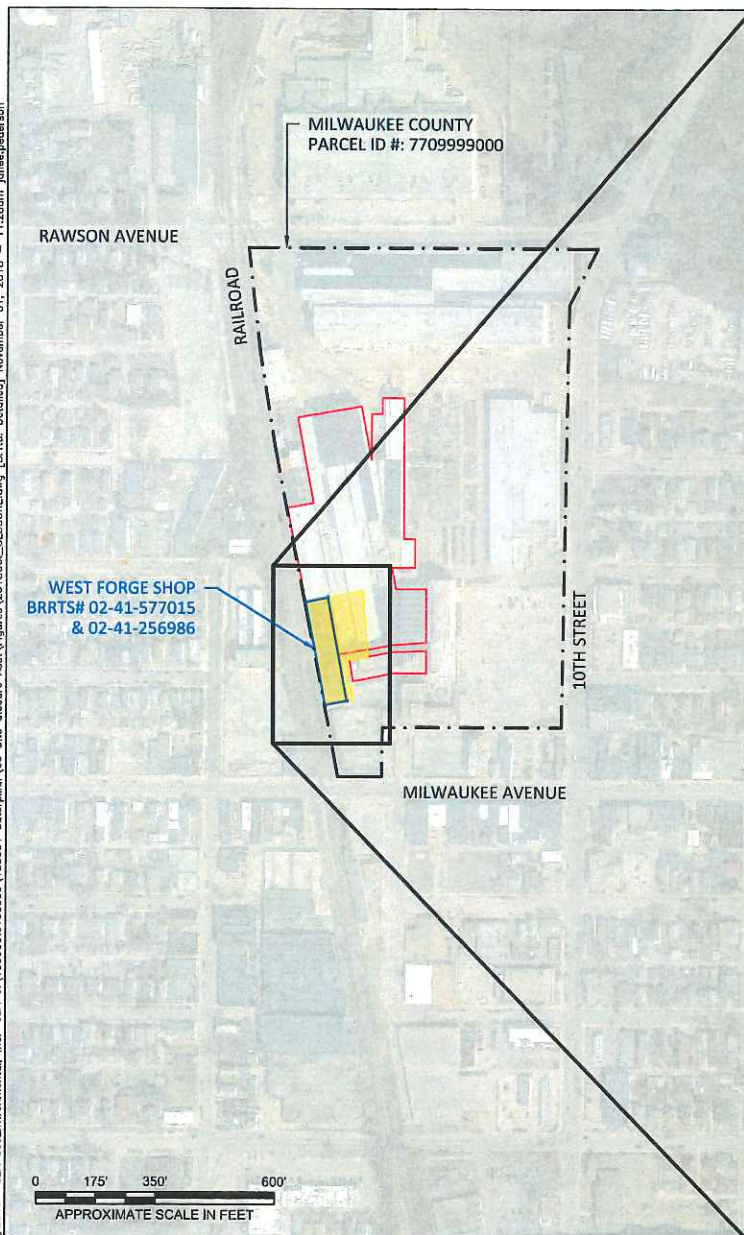 MILWAUKEE COUNTY
PARCEL ID #: 7709999000
RAWSON AVENUE
RAILROAD
WEST FORGE SHOP
BRRTS# 02-41-577015
& 02-41-256986
10TH STREET
MILWAUKEE AVENUE
0 175' 350' 600'
APPROXIMATE SCALE IN FEET